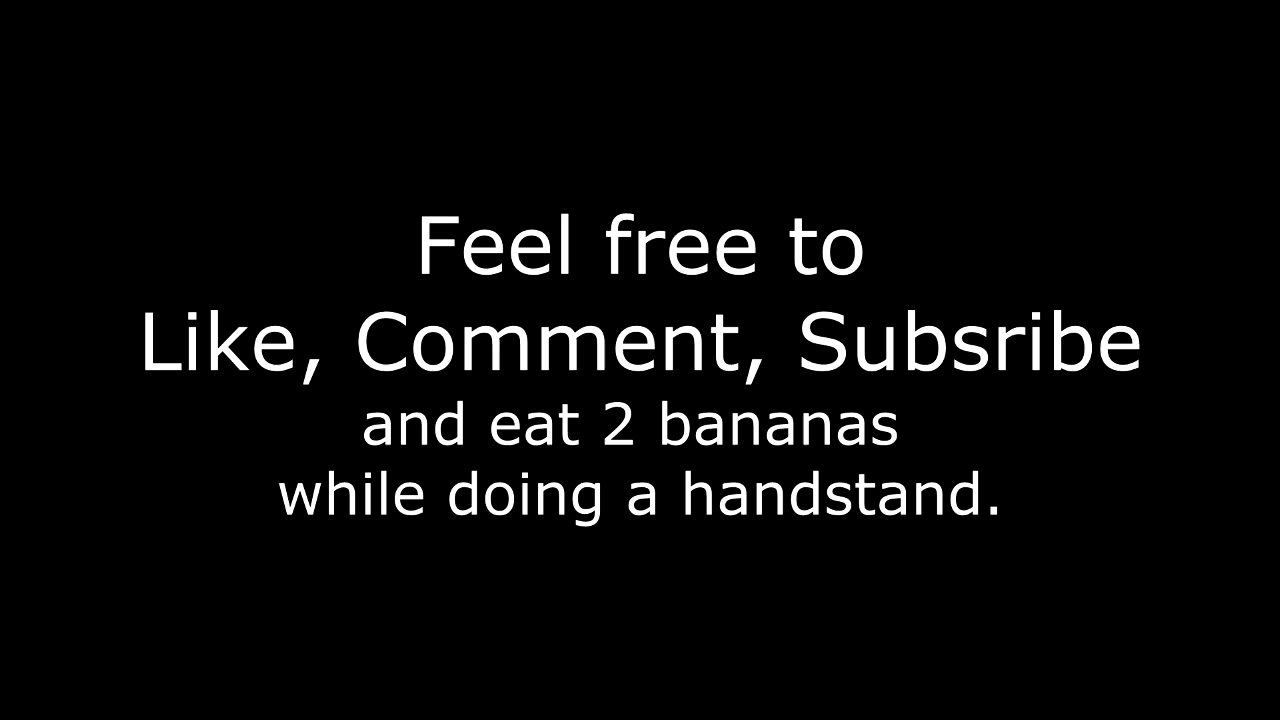 Feel free to
Like, Comment, Subsribe
and eat 2 bananas
while doing a handstand.